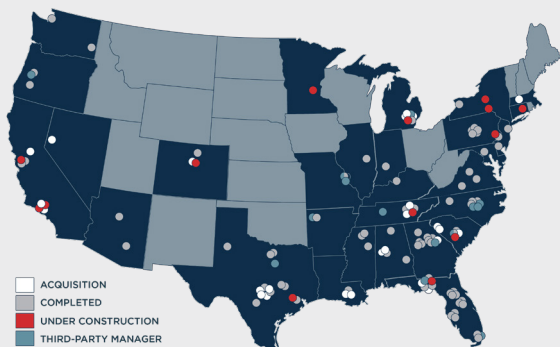 ACQUISITION
COMPLETED
UNDER CONSTRUCTION
THIRD-PARTY MANAGER